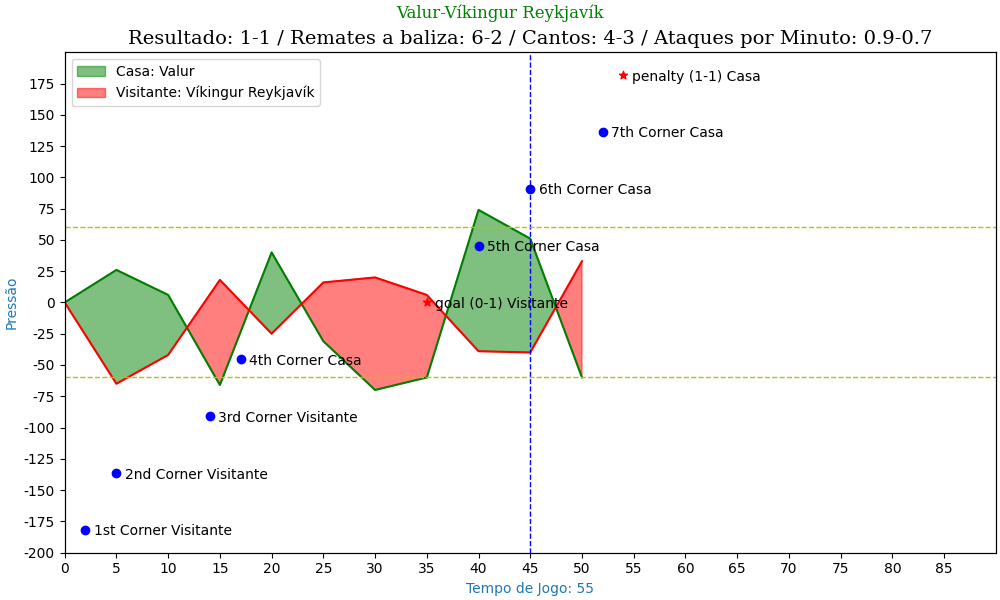 Valur-Víkingur Reykjavík
Resultado: 1-1 / Remates a baliza: 6-2 / Cantos: 4-3 / Ataques por Minuto: 0.9-0.7
Casa: Valur
Visitante: Víkingur Reykjavík
penalty (1-1) Casa
7th Corner Casa
6th Corner Casa
5th Corner Casa
goal (0-1) Visitante
4th Corner Casa
3rd Corner Visitante
2nd Corner Visitante
1st Corner Visitante
Pressão
175
150
125
100
75
50
25
0
-25
-50
-75
-100
-125
-150
-175
-200
0 5 10 15 20 25 30 35 40 45 50 55 60 65 70 75 80 85
Tempo de Jogo: 55